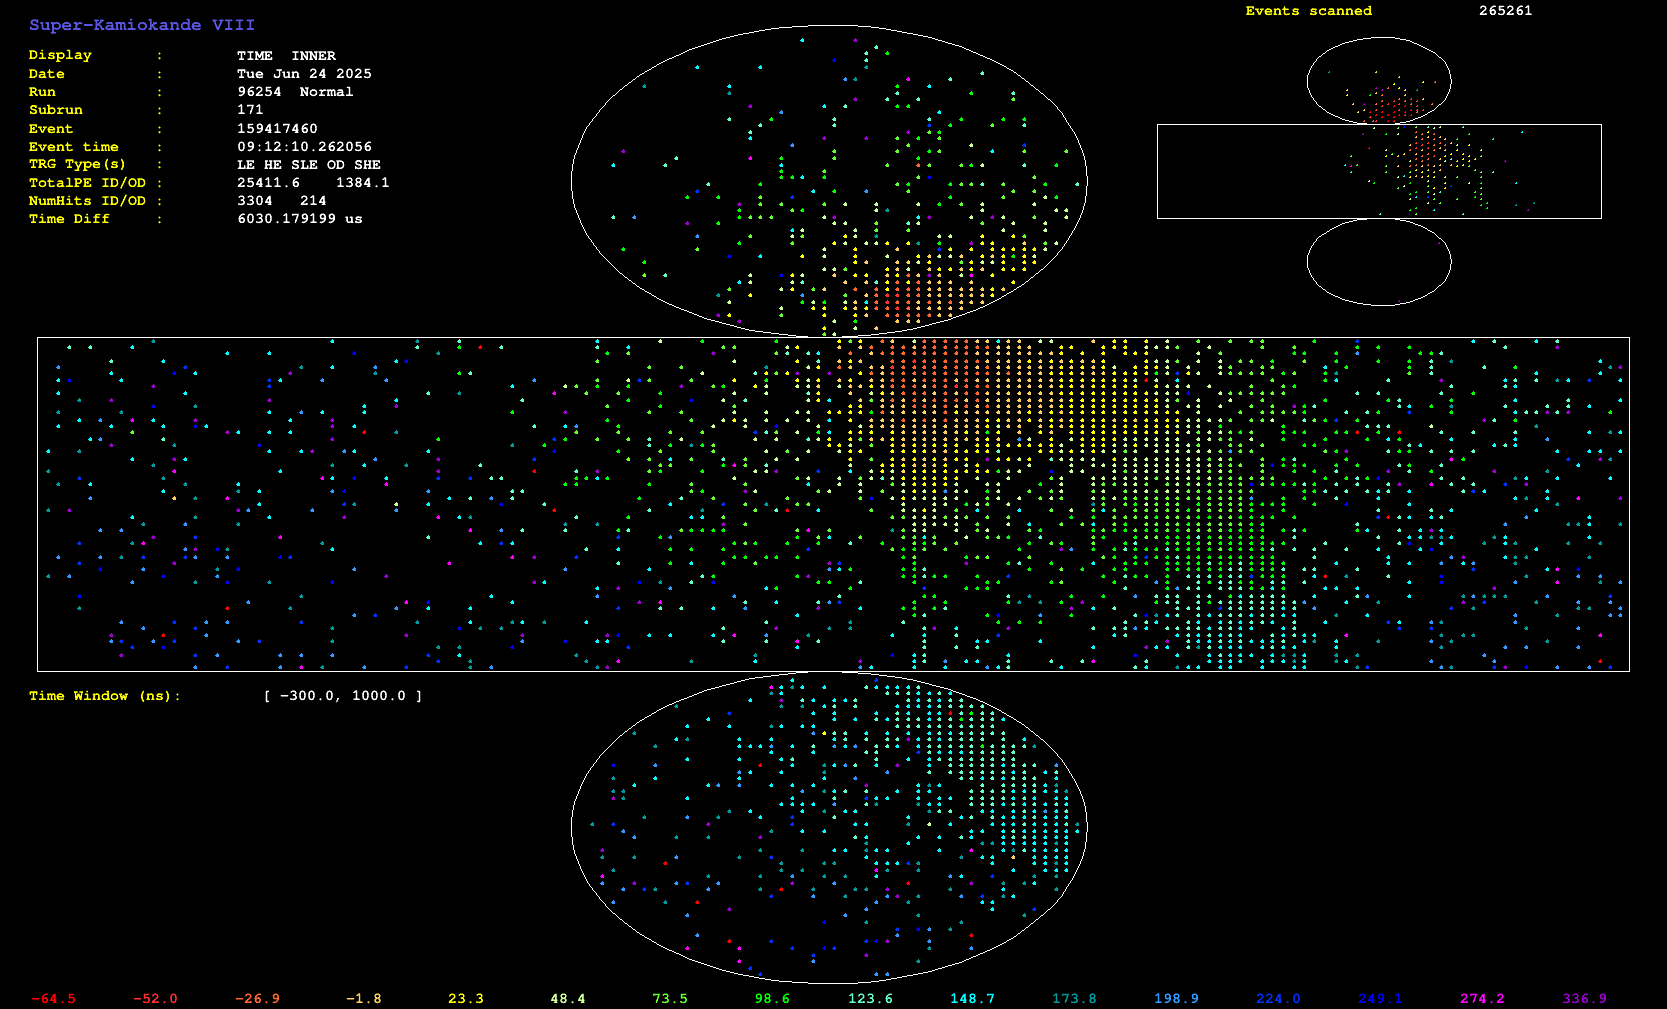 Super-Kamiokande VIII
Events scanned 265261
Display : TIME INNER
Date : Tue Jun 24 2025
Run : 96254 Normal
Subrun : 171
Event : 159417460
Event time : 09:12:10.262056
TRG Type(s) : LE HE SLE OD SHE
TotalPE ID/OD : 25411.6 1384.1
NumHits ID/OD : 3304 214
Time Diff : 6030.179199 us
Time Window (ns): [ -300.0, 1000.0 ]
-64.5 -52.0 -26.9 -1.8 23.3 48.4 73.5 98.6 123.6 148.7 173.8 198.9 224.0 249.1 274.2 336.9